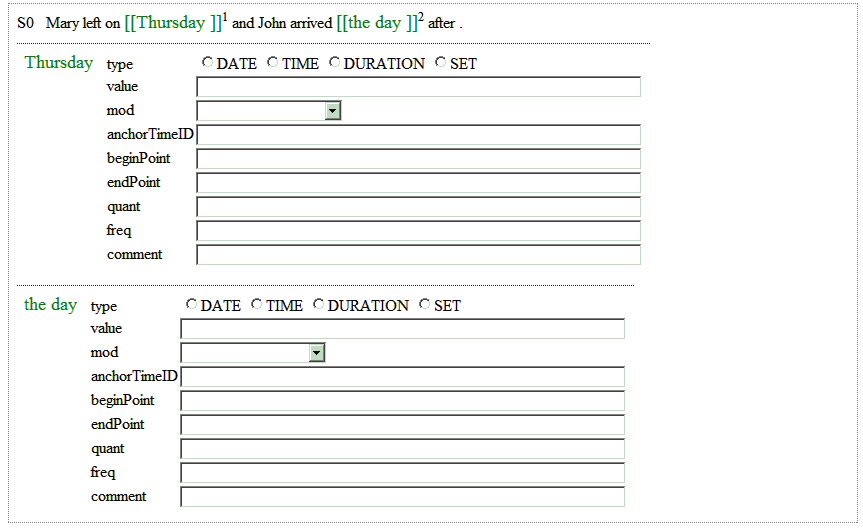 S0 Mary left on [[Thursday ]]1 and John arrived [[the day ]]2 after .
Thursday type DATE TIME DURATION SET
value
mod
anchorTimeID
beginPoint
endPoint
quant
freq
comment
the day type DATE TIME DURATION SET
value
mod
anchorTimeID
beginPoint
endPoint
quant
freq
comment